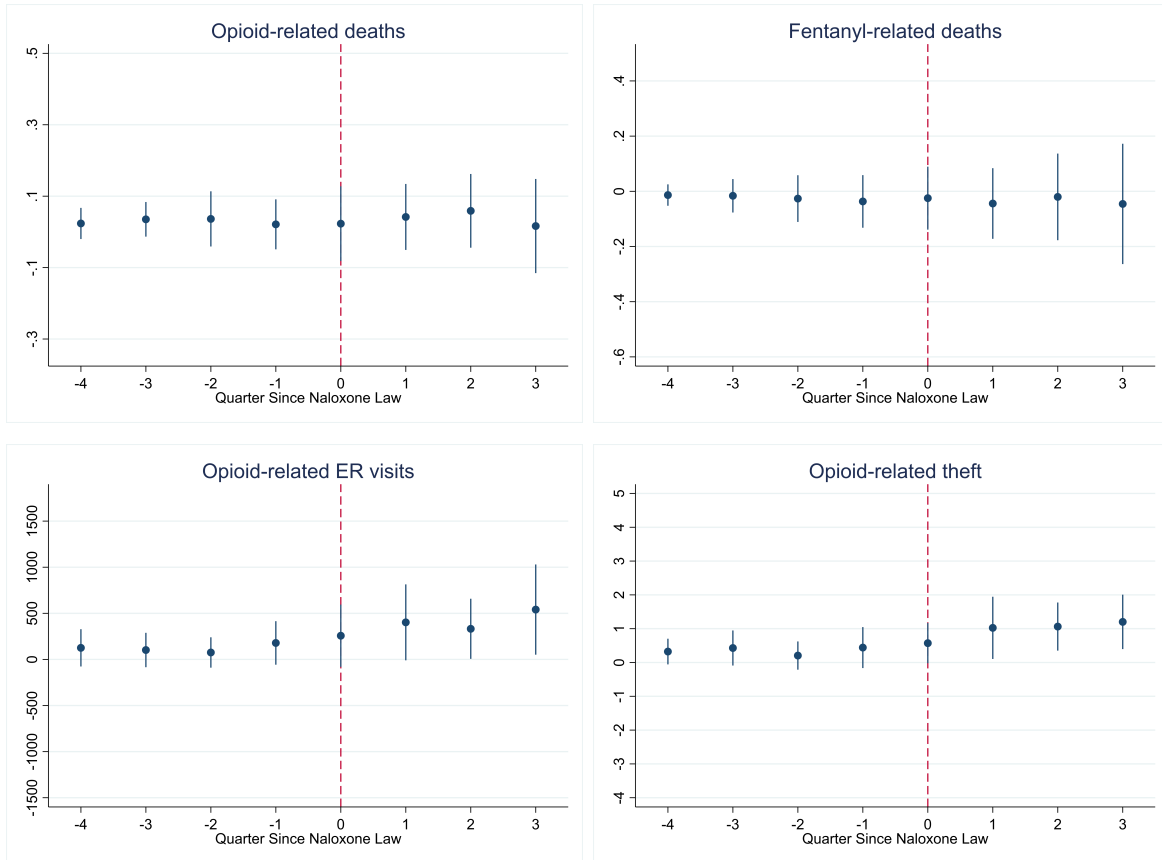 Opioid-related deaths
.5
.3
.1
-.1
-.3
-4 -3 -2 -1 0 1 2 3
Quarter Since Naloxone Law
Fentanyl-related deaths
.4
.2
0
-.2
-.4
-.6
-4 -3 -2 -1 0 1 2 3
Quarter Since Naloxone Law
Opioid-related ER visits
1500
1000
500
0
-500
-1000
-1500
-4 -3 -2 -1 0 1 2 3
Quarter Since Naloxone Law
Opioid-related theft
5
4
3
2
1
0
-1
-2
-3
-4
-4 -3 -2 -1 0 1 2 3
Quarter Since Naloxone Law